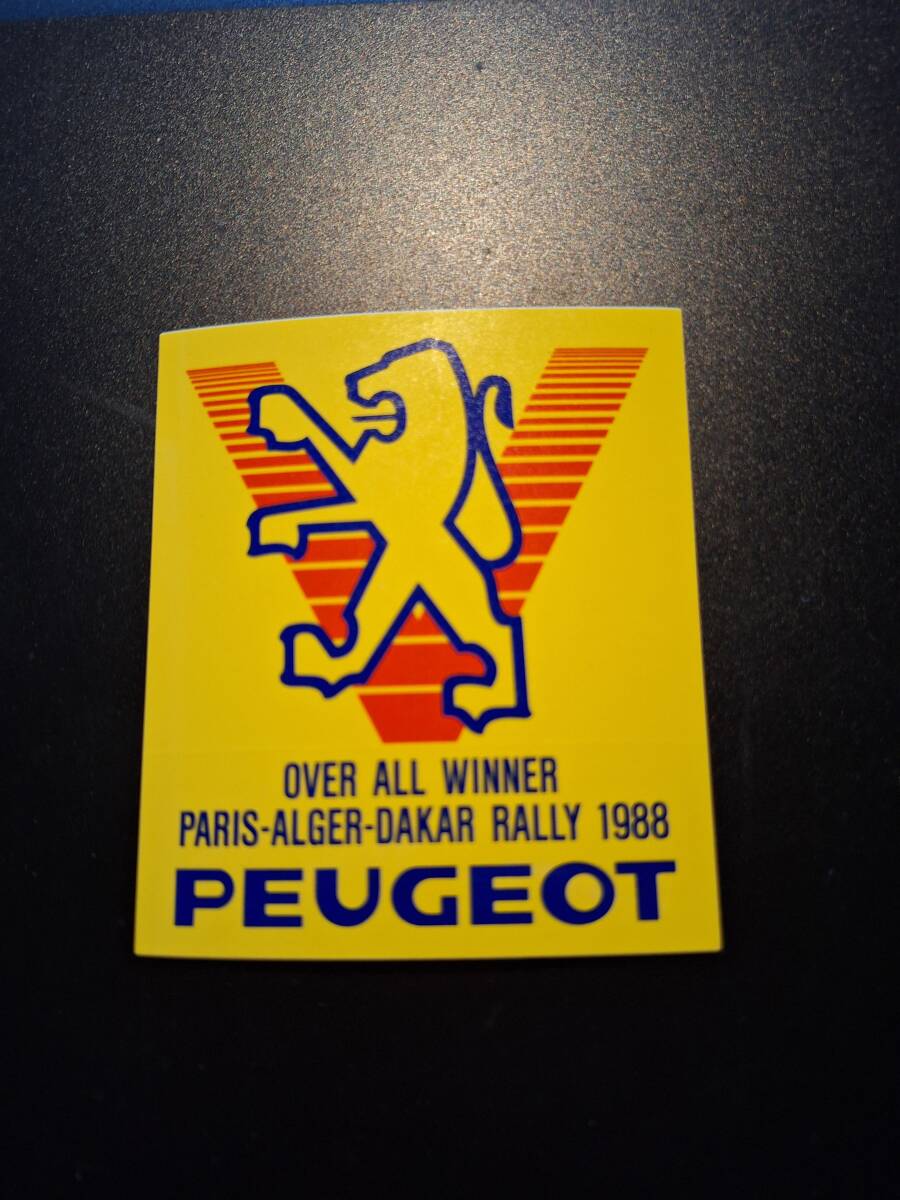 OVER ALL WINNER
PARIS-ALGER-DAKAR RALLY 1988
PEUGEOT